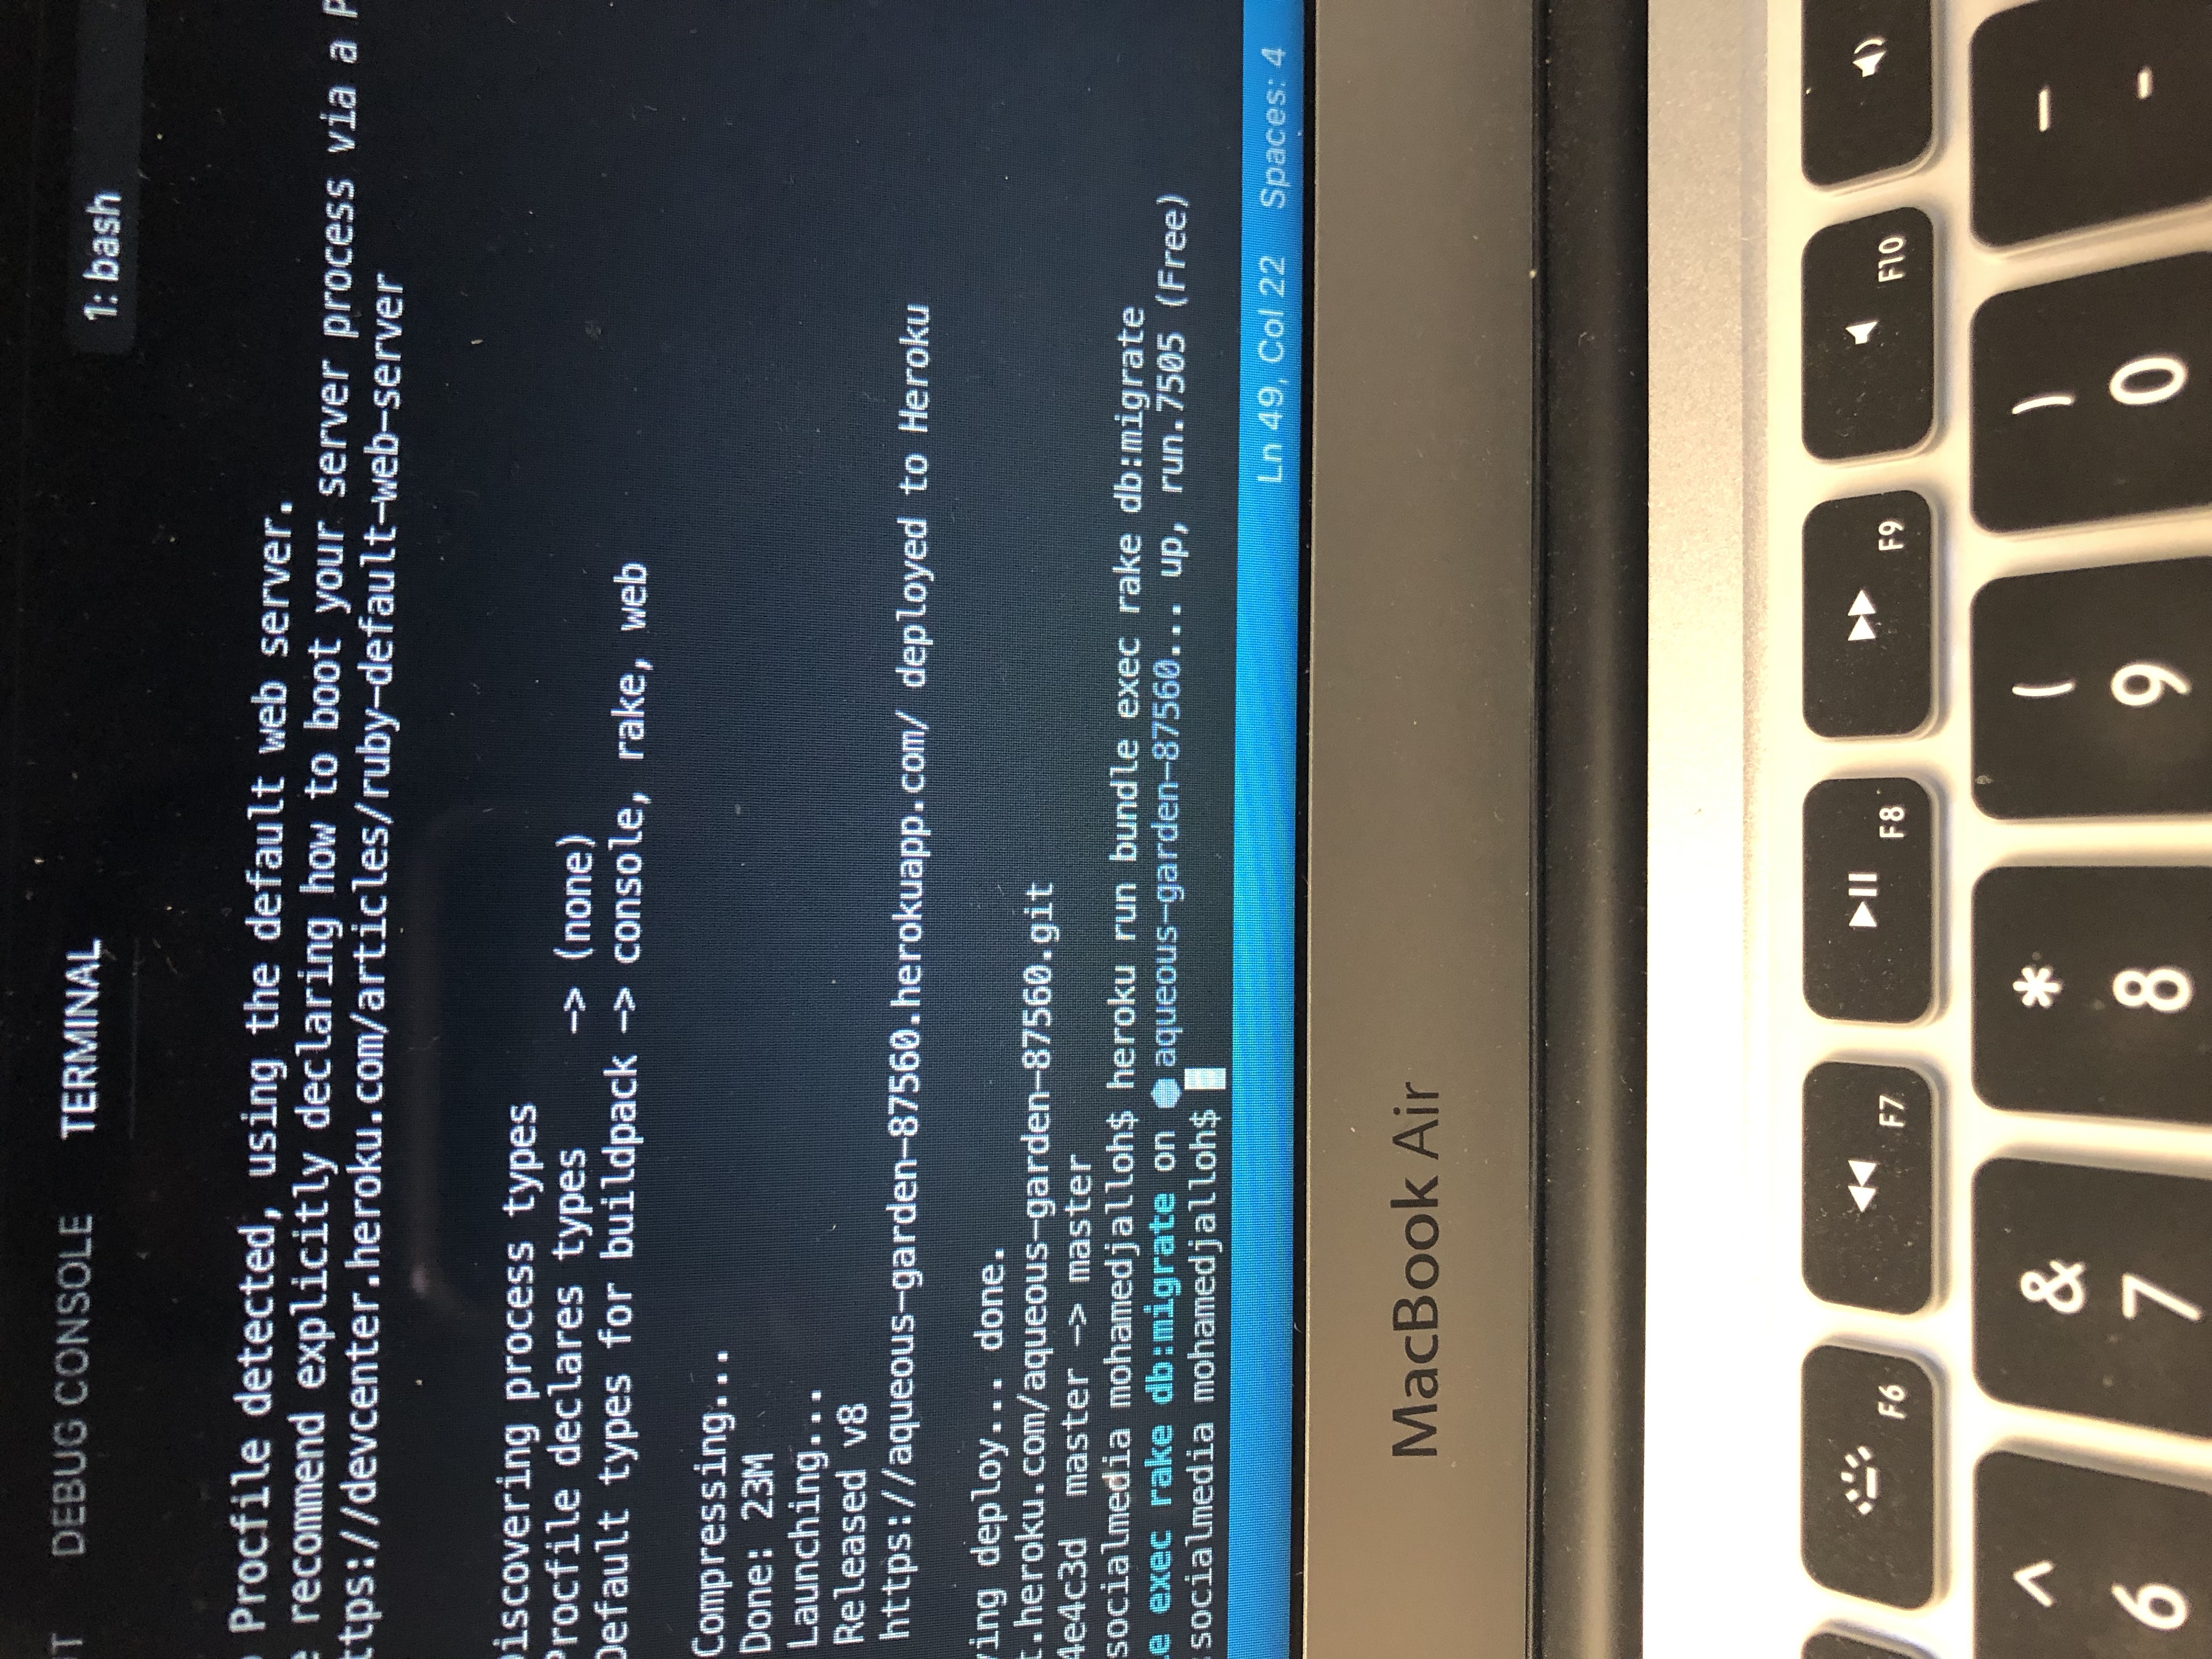 DEBUG CONSOLE TERMINAL 1: bash
Procfile detected, using the default web server.
recommend explicitly declaring how to boot your server process via a
ttps://devcenter.heroku.com/articles/ruby-default-web-server
Discovering process types
Procfile declares types -> (none)
Default types for buildpack -> console, rake, web
Compressing...
Done: 23M
Launching...
Released v8
https://aqueous-garden-87560.herokuapp.com/ deployed to Heroku
ying deploy... done.
t.heroku.com/aqueous-garden-87560.git
4e4c3d master -> master
socialmedia mohamedjalloh$ heroku run bundle exec rake db:migrate
le exec rake db:migrate on aqueous-garden-87560... up, run.7505 (Free)
:socialmedia mohamedjalloh$
Ln 49, Col 22 Spaces: 4
MacBook Air
F6 F7 F8 F9 F10
^ & * ( ) —
6 7 8 9 0 -